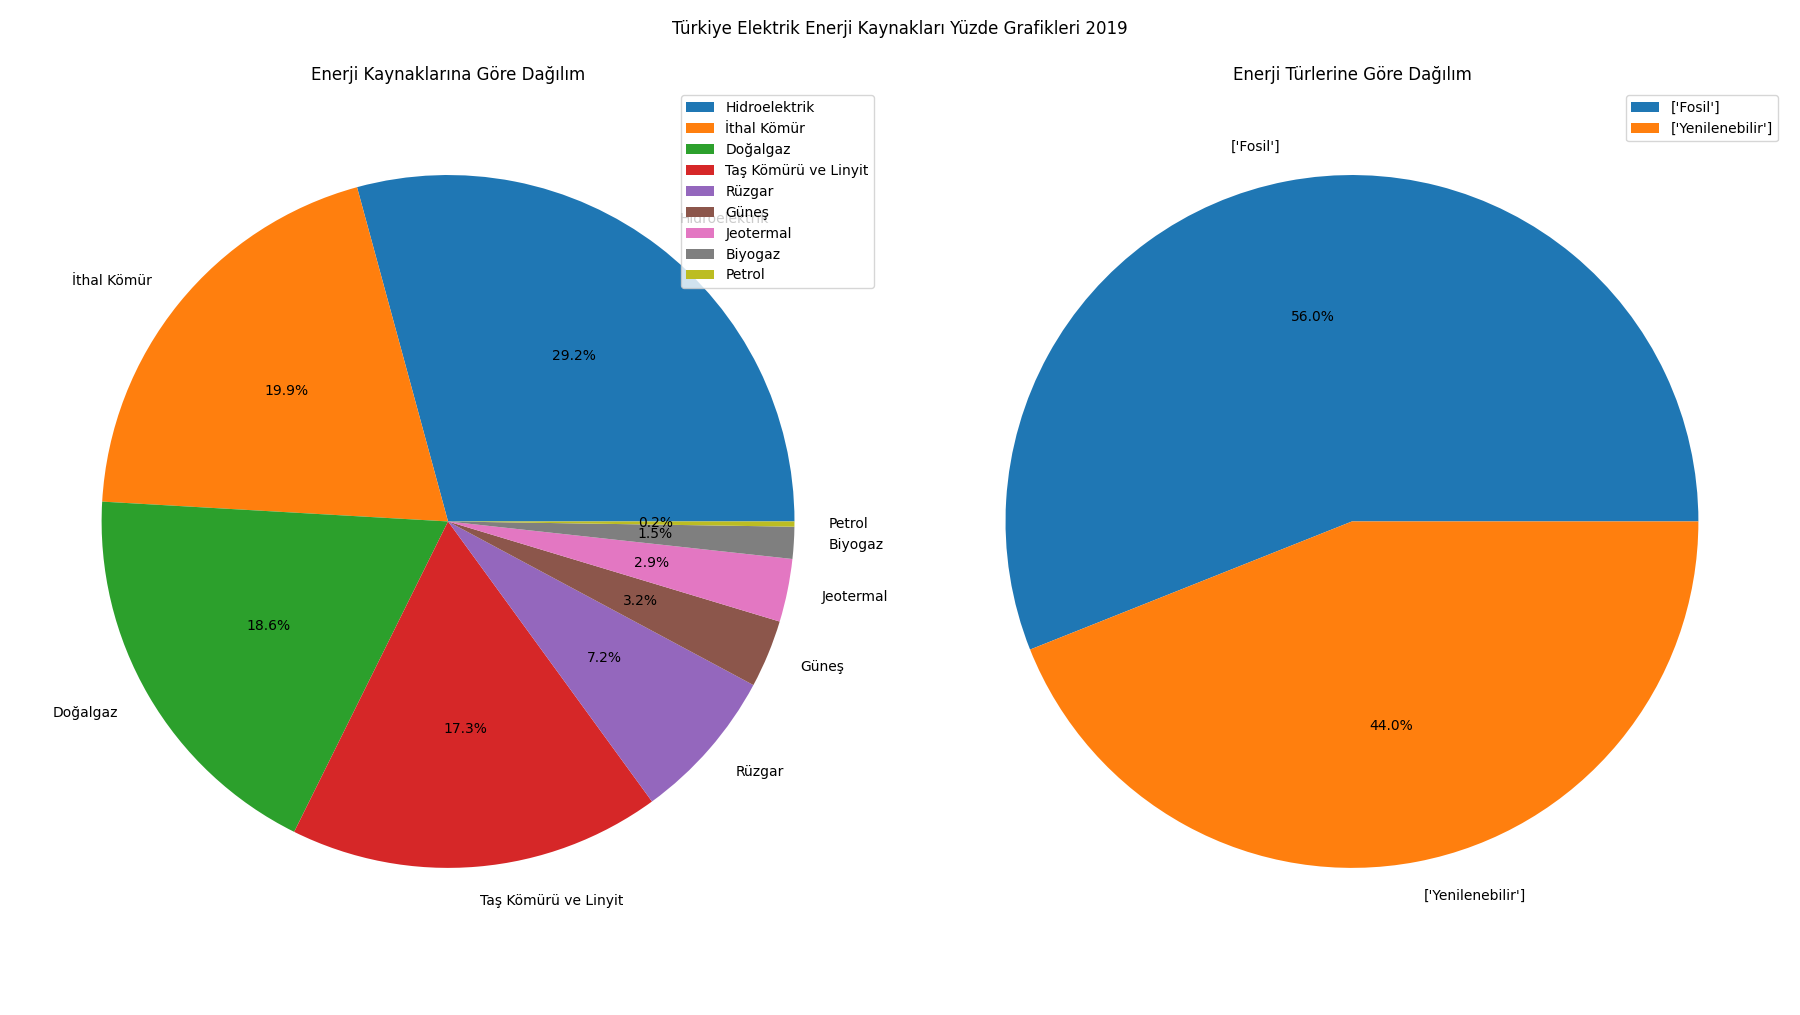 Türkiye Elektrik Enerji Kaynakları Yüzde Grafikleri 2019
Enerji Kaynaklarına Göre Dağılım
Hidroelektrik
İthal Kömür
Doğalgaz
Taş Kömürü ve Linyit
Rüzgar
Güneş
Jeotermal
Biyogaz
Petrol
Hidroelektrik
29.2%
İthal Kömür
19.9%
Doğalgaz
18.6%
Taş Kömürü ve Linyit
17.3%
Rüzgar
7.2%
Güneş
3.2%
Jeotermal
2.9%
Biyogaz
1.5%
Petrol
0.2%
Enerji Türlerine Göre Dağılım
['Fosil']
['Yenilenebilir']
['Fosil']
56.0%
['Yenilenebilir']
44.0%